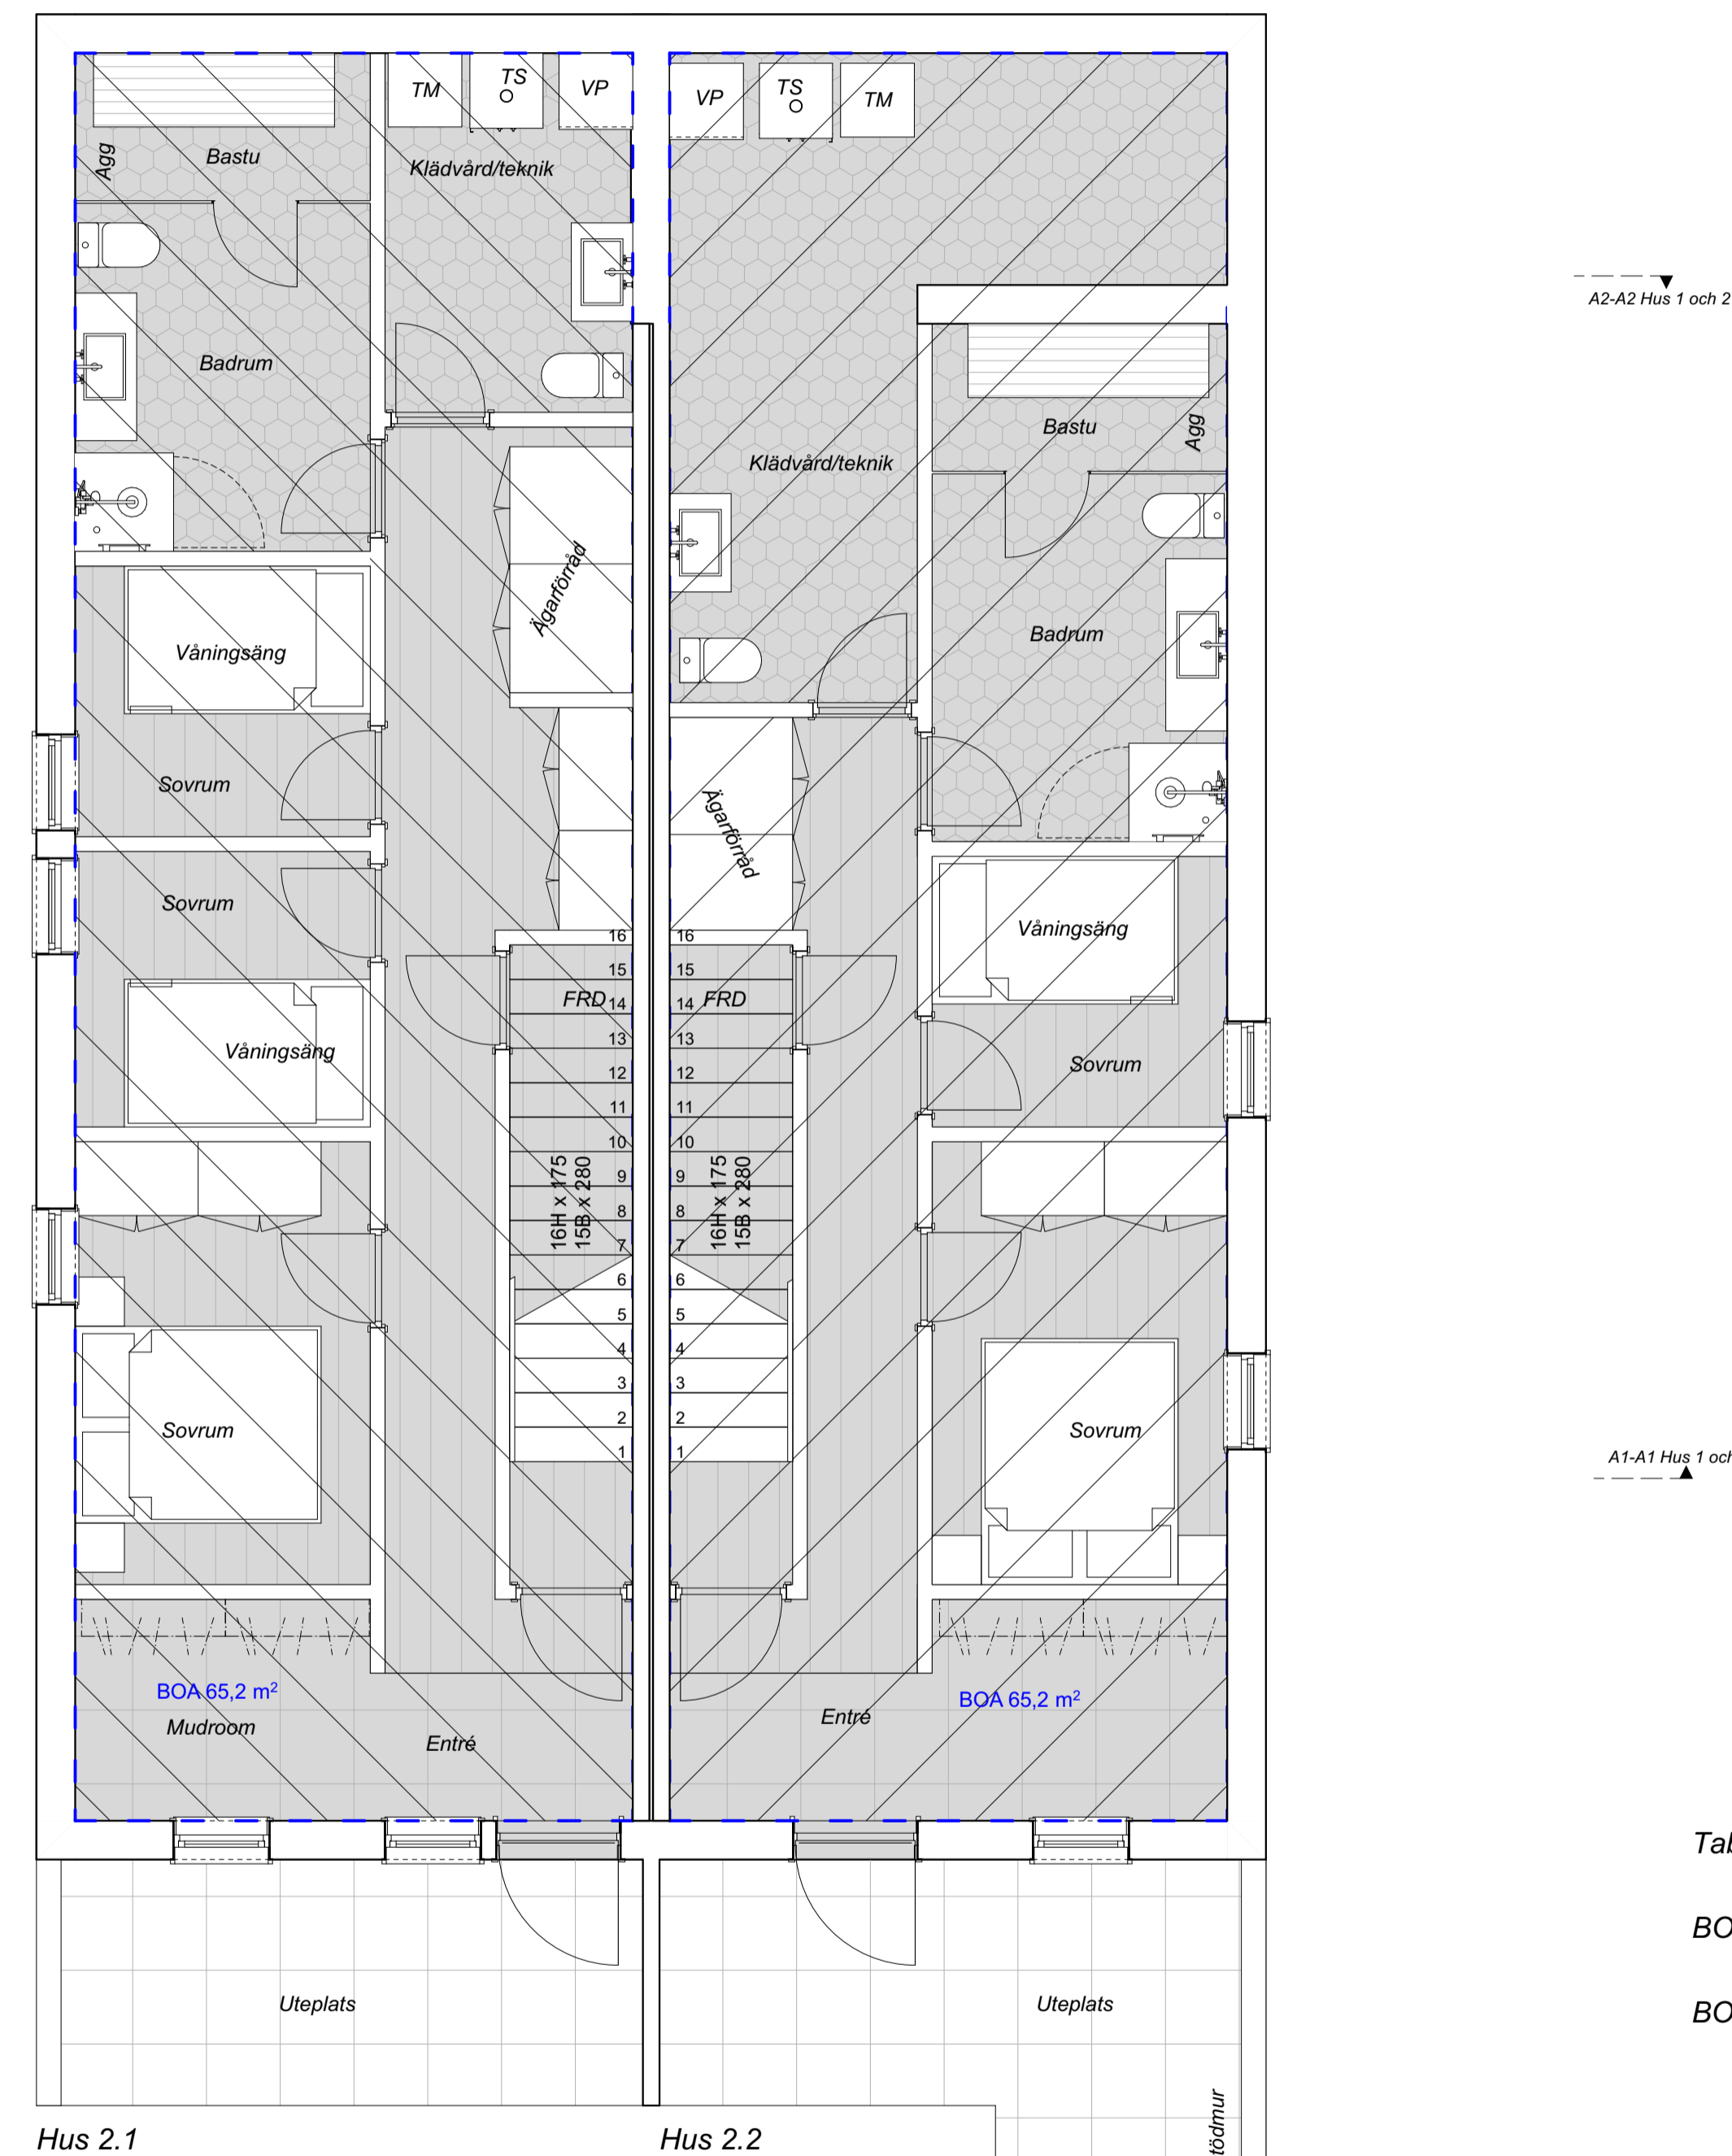 TM
TS
VP
VP
TS
TM
Agg
Bastu
Klädvård/teknik
A2-A2 Hus 1 och 2
Badrum
Bastu
Agg
Klädvård/teknik
Ägarförråd
Badrum
Våningsäng
Sovrum
Ägarförråd
Sovrum
Våningsäng
16
15
FRD 14
13
12
11
10
9
8
7
6
5
4
3
2
1
16H x 175
15B x 280
16
15
14 FRD
13
12
11
10
9
8
7
6
5
4
3
2
1
16H x 175
15B x 280
Våningsäng
Sovrum
Sovrum
Sovrum
A1-A1 Hus 1 och
BOA 65,2 m²
Mudroom
Entré
Entré
BOA 65,2 m²
Tab
BO
BO
Uteplats
Uteplats
tödmur
Hus 2.1
Hus 2.2